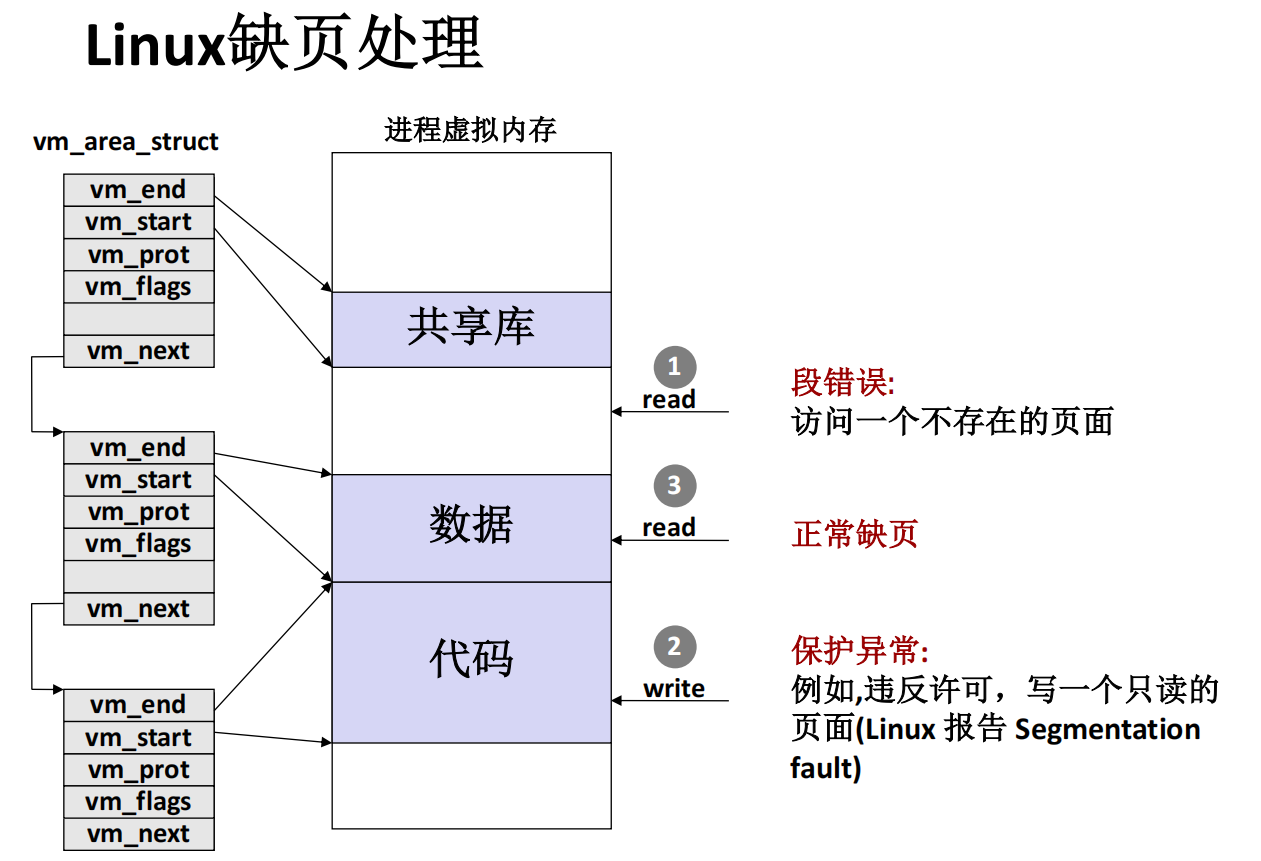 Linux缺页处理
vm_area_struct
vm_end
vm_start
vm_prot
vm_flags
vm_next
vm_end
vm_start
vm_prot
vm_flags
vm_next
vm_end
vm_start
vm_prot
vm_flags
vm_next
进程虚拟内存
共享库
数据
代码
1
read
段错误:
访问一个不存在的页面
3
read
正常缺页
2
write
保护异常:
例如,违反许可，写一个只读的
页面(Linux 报告 Segmentation
fault)